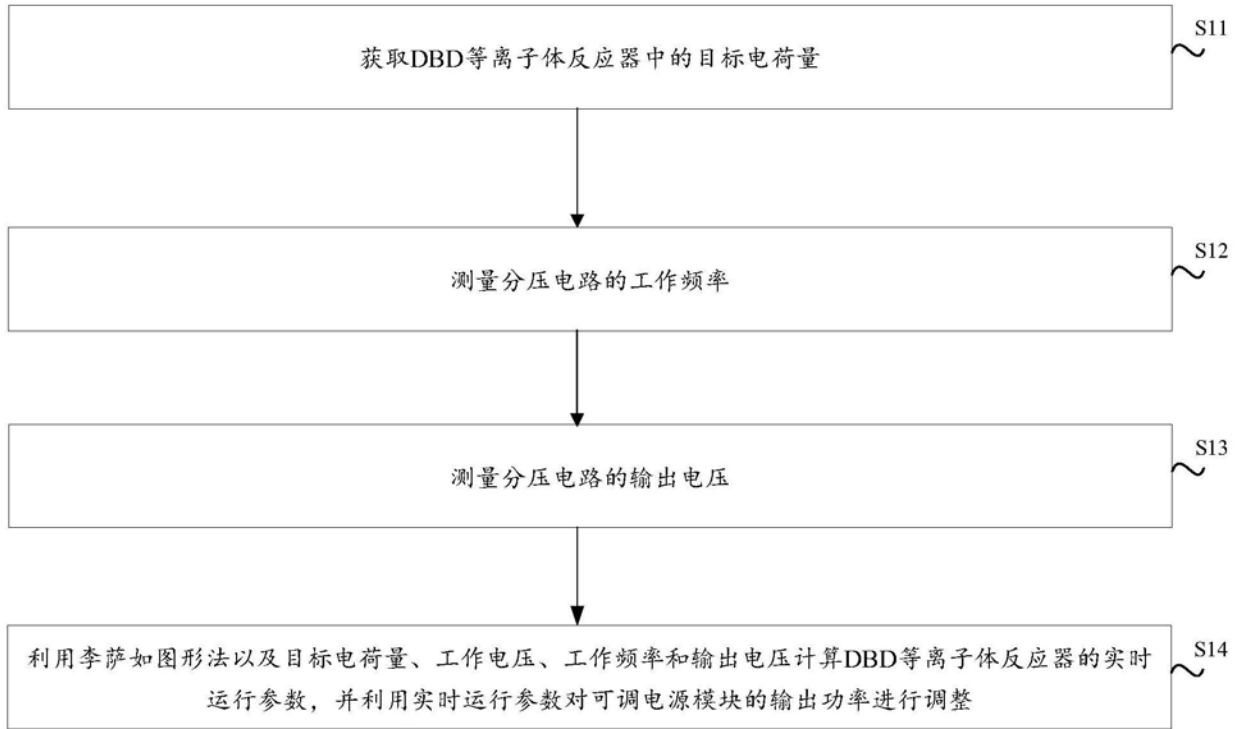 S11
获取DBD等离子体反应器中的目标电荷量
S12
测量分压电路的工作频率
S13
测量分压电路的输出电压
S14
利用李萨如图形法以及目标电荷量、工作电压、工作频率和输出电压计算DBD等离子体反应器的实时
运行参数，并利用实时运行参数对可调电源模块的输出功率进行调整